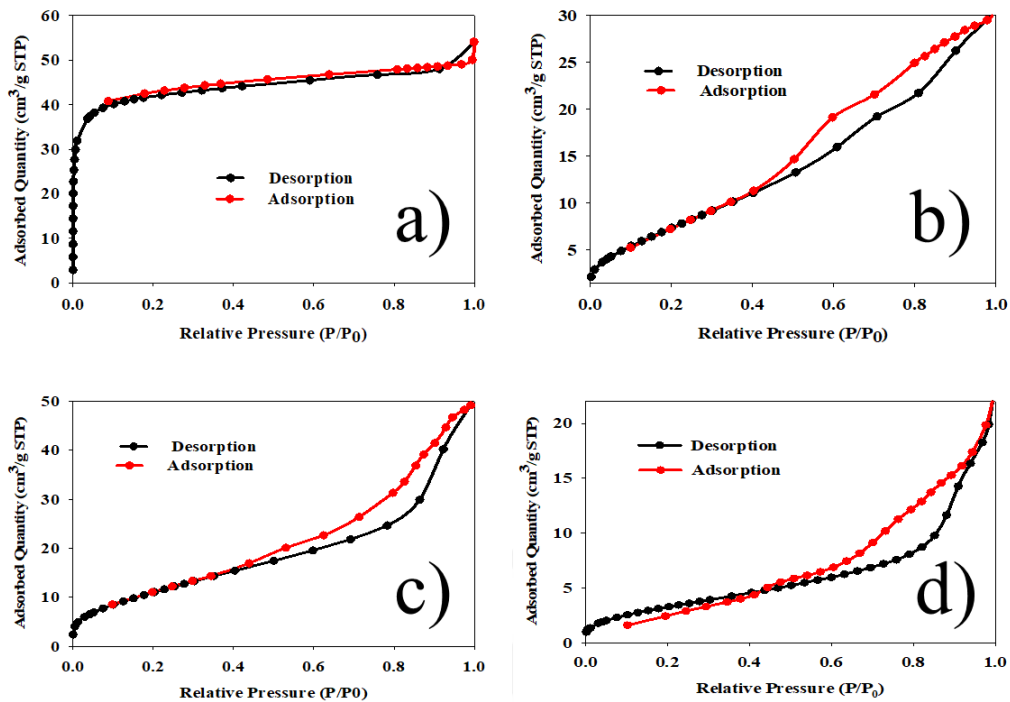 Adsorbed Quantity (cm³/g STP)
60
50
40
30
20
10
0
Desorption
Adsorption
a)
0.0 0.2 0.4 0.6 0.8 1.0
Relative Pressure (P/P₀)
Adsorbed Quantity (cm³/g STP)
30
25
20
15
10
5
Desorption
Adsorption
b)
0.0 0.2 0.4 0.6 0.8 1.0
Relative Pressure (P/P₀)
Adsorbed Quantity (cm³/g STP)
50
40
30
20
10
0
Desorption
Adsorption
c)
0.0 0.2 0.4 0.6 0.8 1.0
Relative Pressure (P/P0)
Adsorbed Quantity (cm³/g STP)
20
15
10
5
0
Desorption
Adsorption
d)
0.0 0.2 0.4 0.6 0.8 1.0
Relative Pressure (P/P₀)